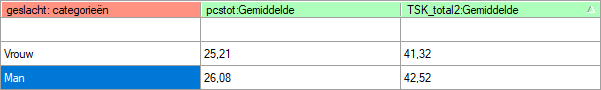 geslacht: categorieën pcstot:Gemiddelde TSK_total2:Gemiddelde
Vrouw 25,21 41,32
Man 26,08 42,52